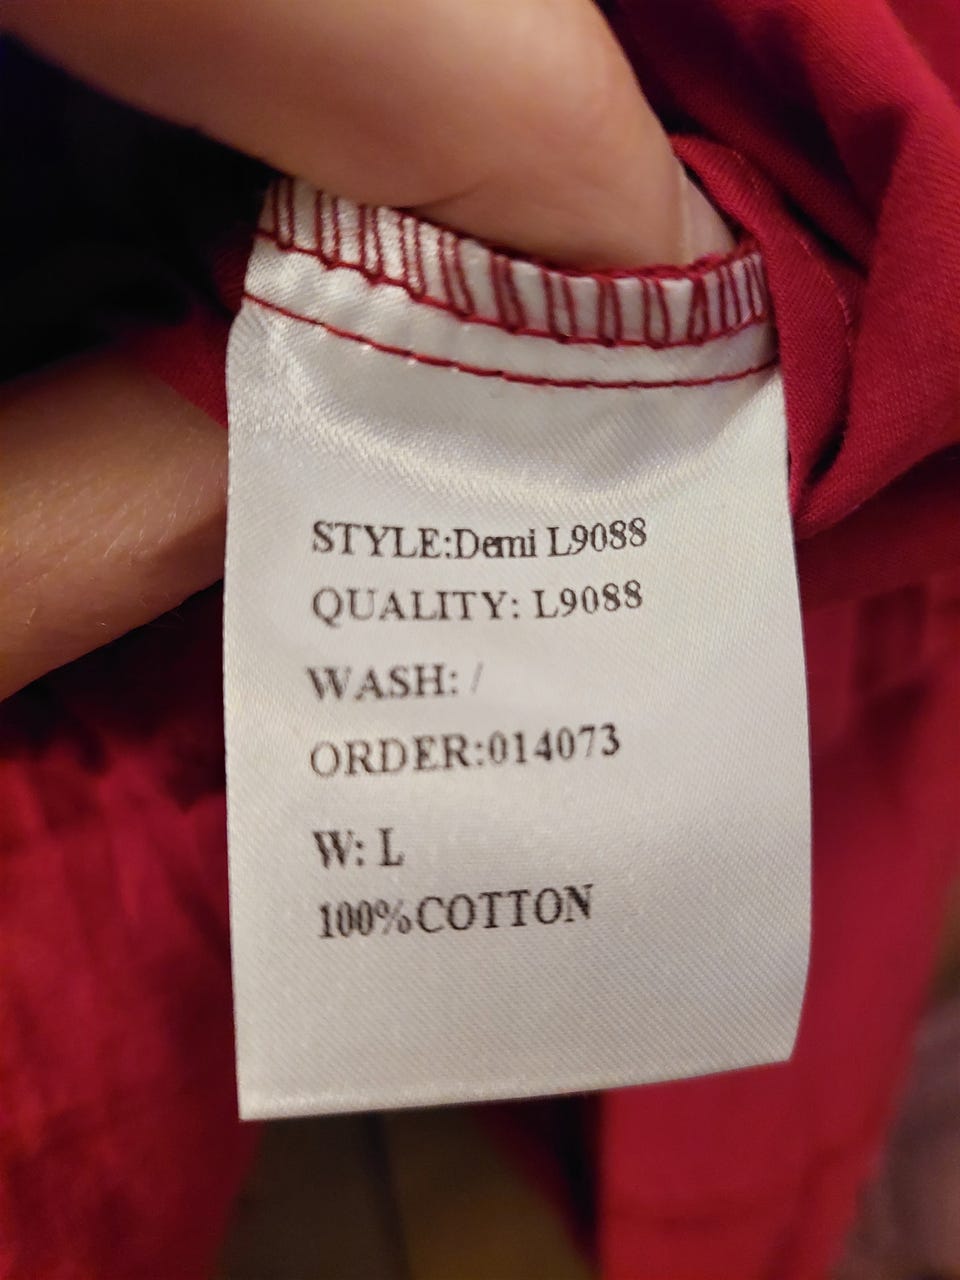 STYLE:Demi L9088
QUALITY: L9088
WASH: /
ORDER:014073
W: L
100%COTTON